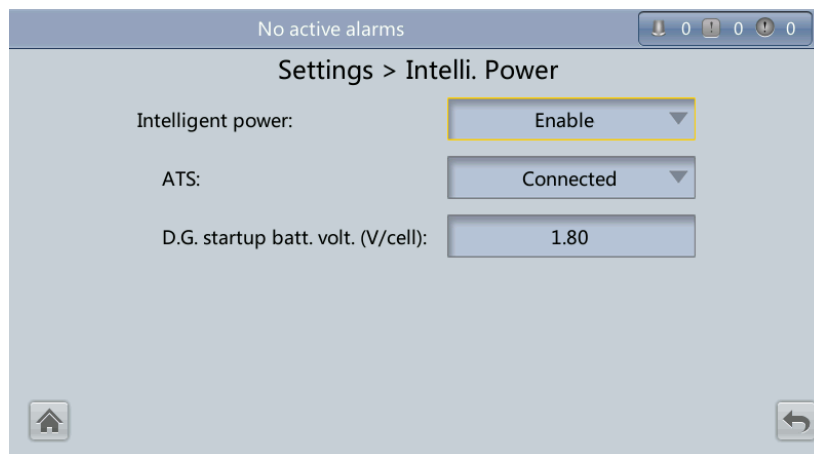 No active alarms 0 0 0
Settings > Intelli. Power
Intelligent power: Enable
ATS: Connected
D.G. startup batt. volt. (V/cell): 1.80